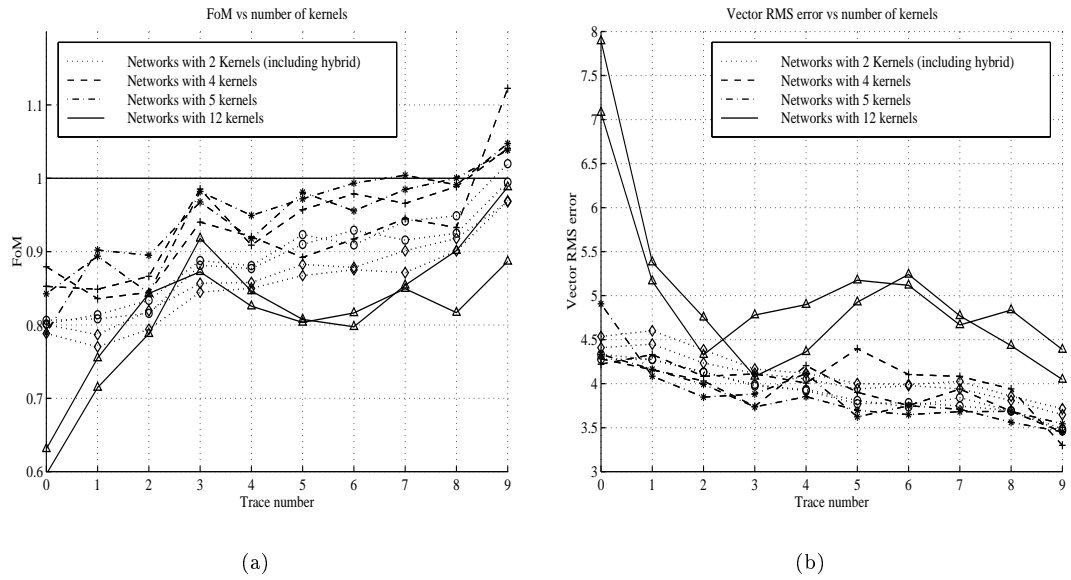 FoM vs number of kernels
Networks with 2 Kernels (including hybrid)
Networks with 4 kernels
Networks with 5 kernels
Networks with 12 kernels
1.1
1
0.9
0.8
0.7
0.6
FoM
0 1 2 3 4 5 6 7 8 9
Trace number
(a)
Vector RMS error vs number of kernels
Networks with 2 Kernels (including hybrid)
Networks with 4 kernels
Networks with 5 kernels
Networks with 12 kernels
8
7.5
7
6.5
6
5.5
5
4.5
4
3.5
3
Vector RMS error
0 1 2 3 4 5 6 7 8 9
Trace number
(b)